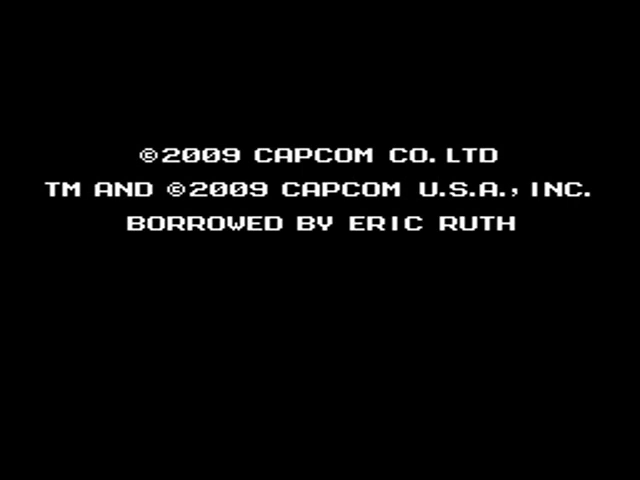 ©2009 CAPCOM CO. LTD
TM AND ©2009 CAPCOM U.S.A., INC.
BORROWED BY ERIC RUTH